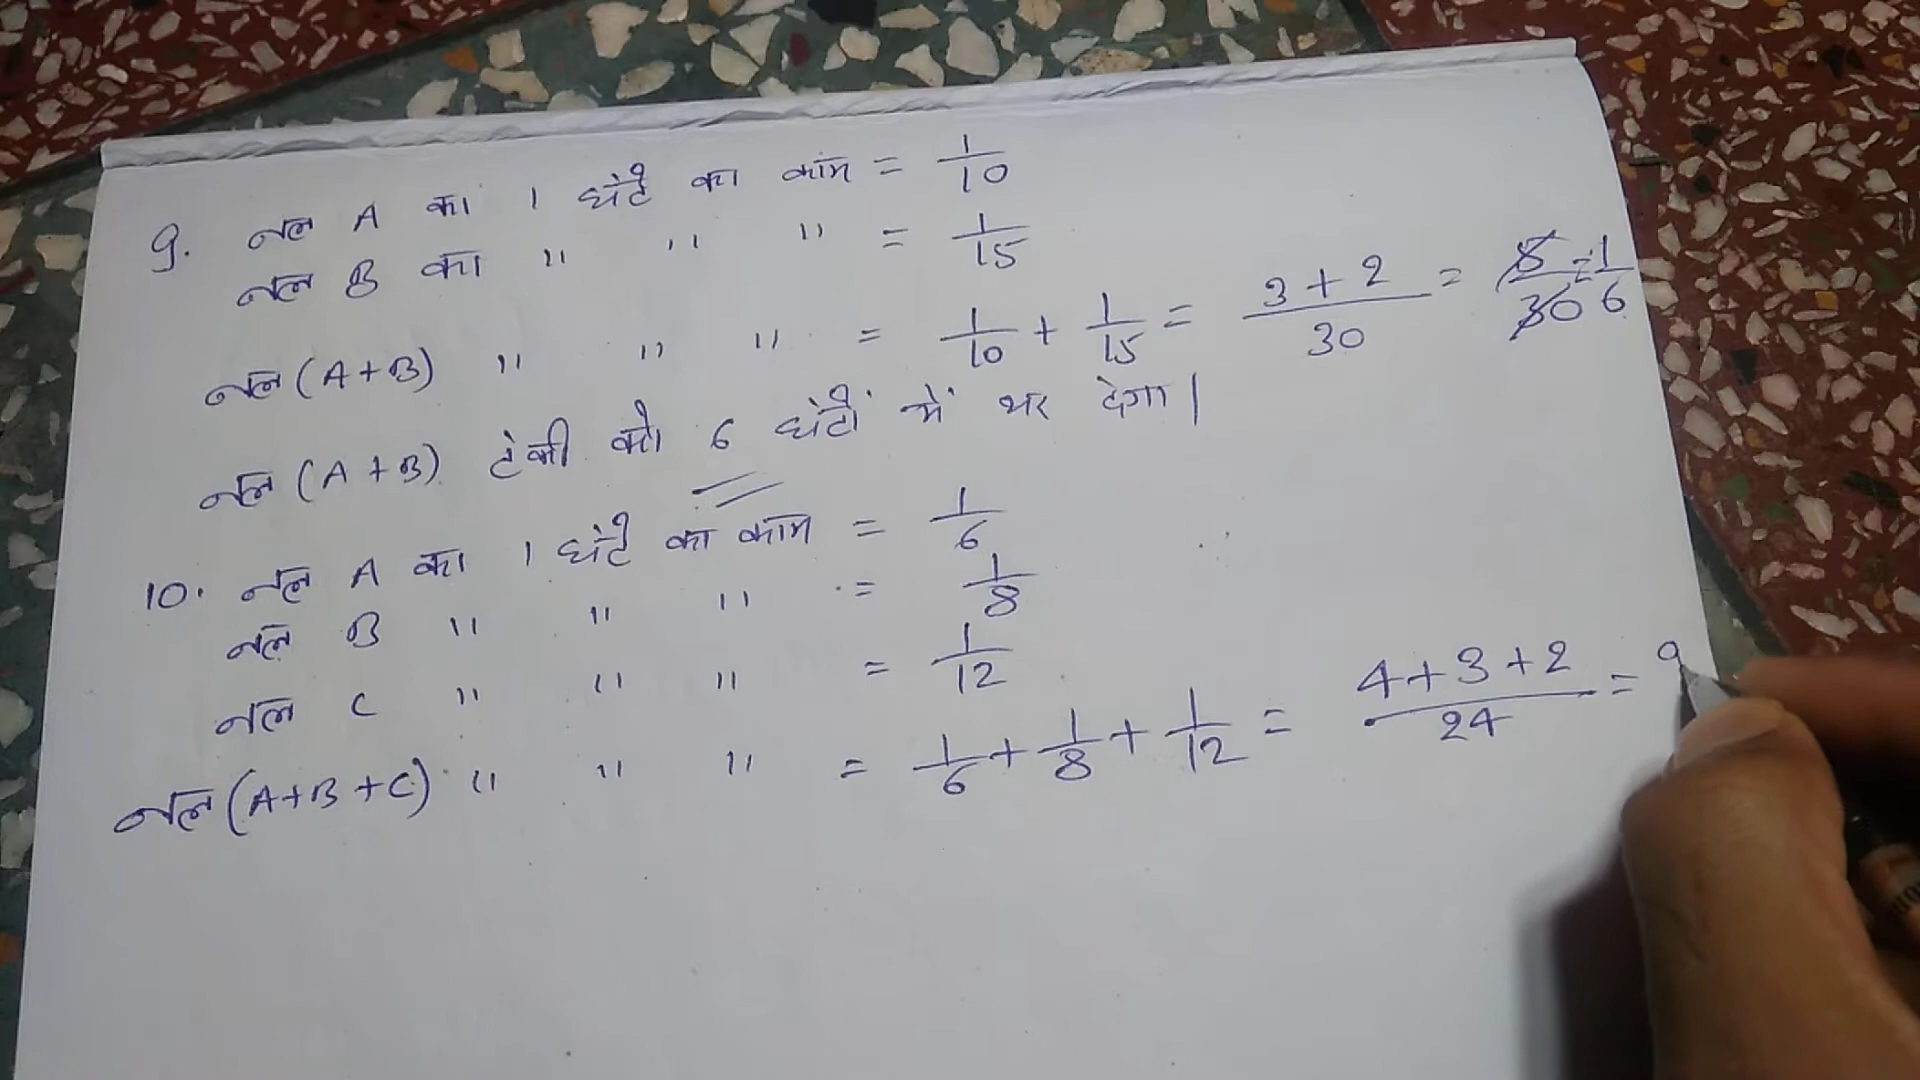 9. नल A का 1 घंटे का काम = 1/10
नल B का " " " = 1/15
नल (A+B) " " " = 1/10 + 1/15 = 3+2/30 = 5/30 = 1/6
नल (A+B) टंकी को 6 घंटों में भर देगा|
10. नल A का 1 घंटे का काम = 1/6
नल B " " " = 1/8
नल C " " " = 1/12
नल (A+B+C) " " " = 1/6 + 1/8 + 1/12 = 4+3+2/24 = 9